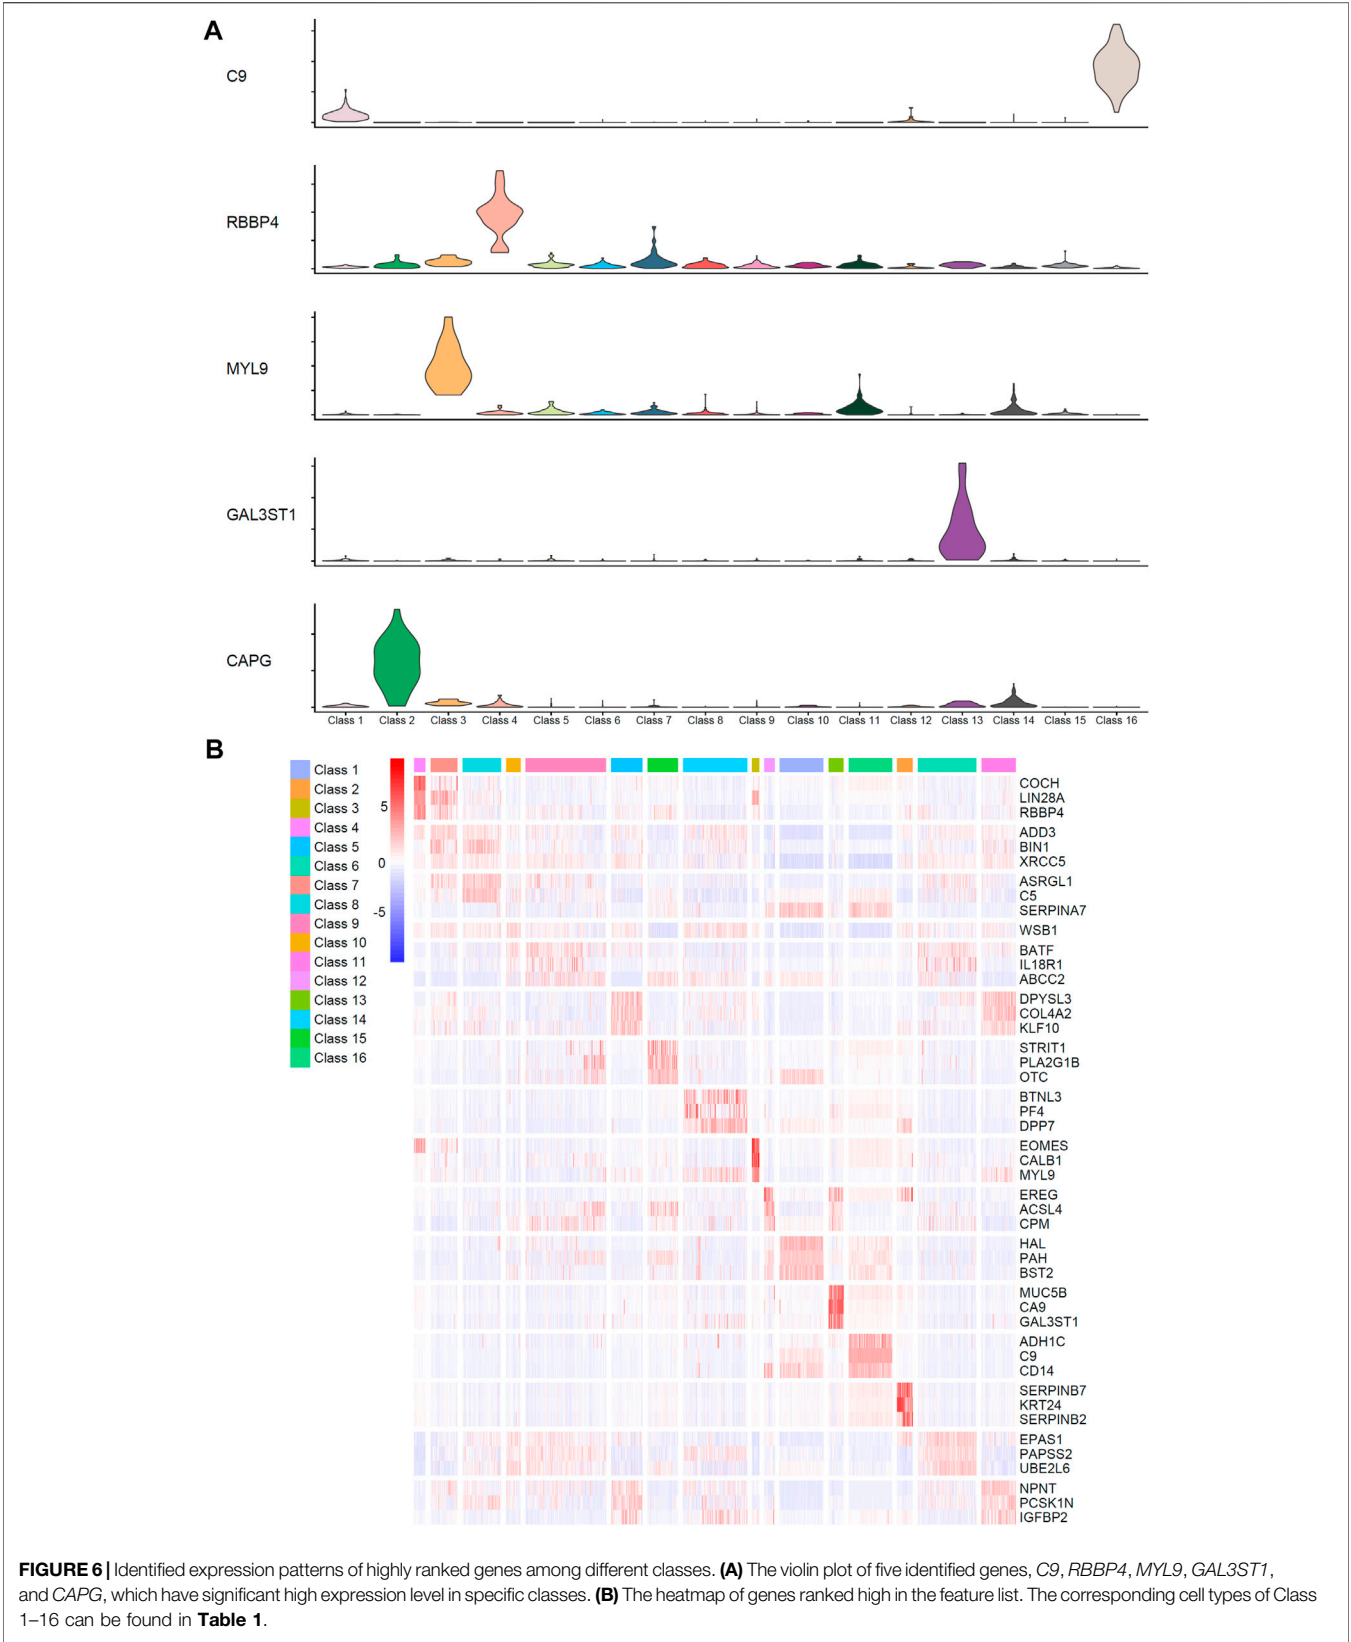 A
C9
RBBP4
MYL9
GAL3ST1
CAPG
Class 1 Class 2 Class 3 Class 4 Class 5 Class 6 Class 7 Class 8 Class 9 Class 10 Class 11 Class 12 Class 13 Class 14 Class 15 Class 16
B
Class 1
Class 2
Class 3
Class 4
Class 5
Class 6
Class 7
Class 8
Class 9
Class 10
Class 11
Class 12
Class 13
Class 14
Class 15
Class 16
5
0
-5
COCH
LIN28A
RBBP4
ADD3
BIN1
XRCC5
ASRGL1
C5
SERPINA7
WSB1
BATF
IL18R1
ABCC2
DPYSL3
COL4A2
KLF10
STRIT1
PLA2G1B
OTC
BTNL3
PF4
DPP7
EOMES
CALB1
MYL9
EREG
ACSL4
CPM
HAL
PAH
BST2
MUC5B
CA9
GAL3ST1
ADH1C
C9
CD14
SERPINB7
KRT24
SERPINB2
EPAS1
PAPSS2
UBE2L6
NPNT
PCSK1N
IGFBP2
FIGURE 6 | Identified expression patterns of highly ranked genes among different classes. (A) The violin plot of five identified genes, C9, RBBP4, MYL9, GAL3ST1,
and CAPG, which have significant high expression level in specific classes. (B) The heatmap of genes ranked high in the feature list. The corresponding cell types of Class
1–16 can be found in Table 1.